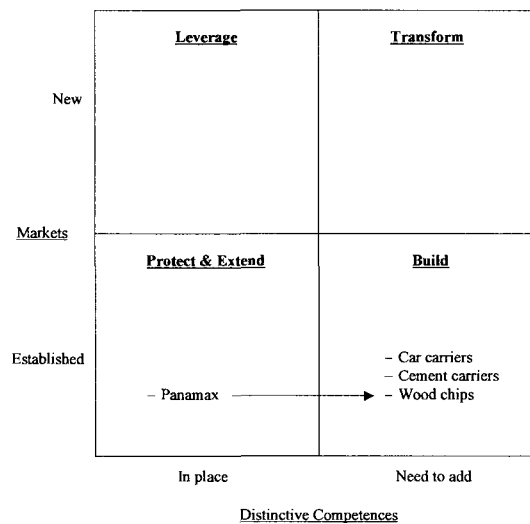 Leverage
Transform
New
Markets
Protect & Extend
Build
Established
– Car carriers
– Cement carriers
– Panamax
– Wood chips
In place
Need to add
Distinctive Competences